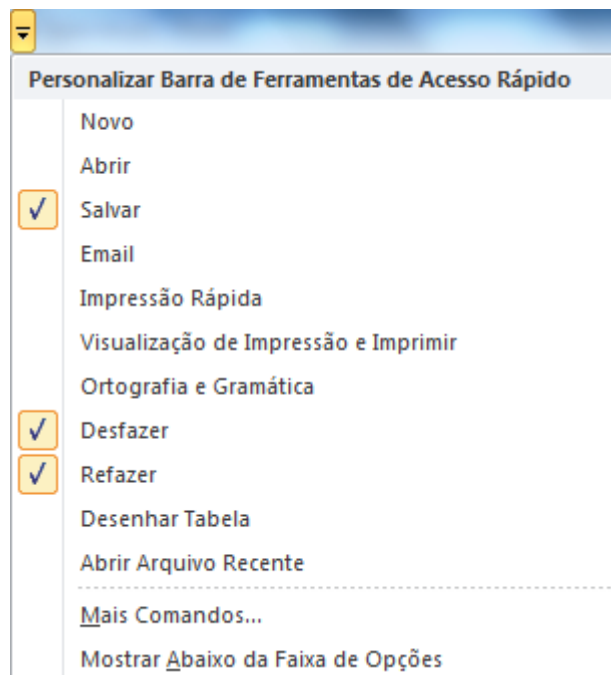 Personalizar Barra de Ferramentas de Acesso Rápido
Novo
Abrir
Salvar
Email
Impressão Rápida
Visualização de Impressão e Imprimir
Ortografia e Gramática
Desfazer
Refazer
Desenhar Tabela
Abrir Arquivo Recente
Mais Comandos...
Mostrar Abaixo da Faixa de Opções